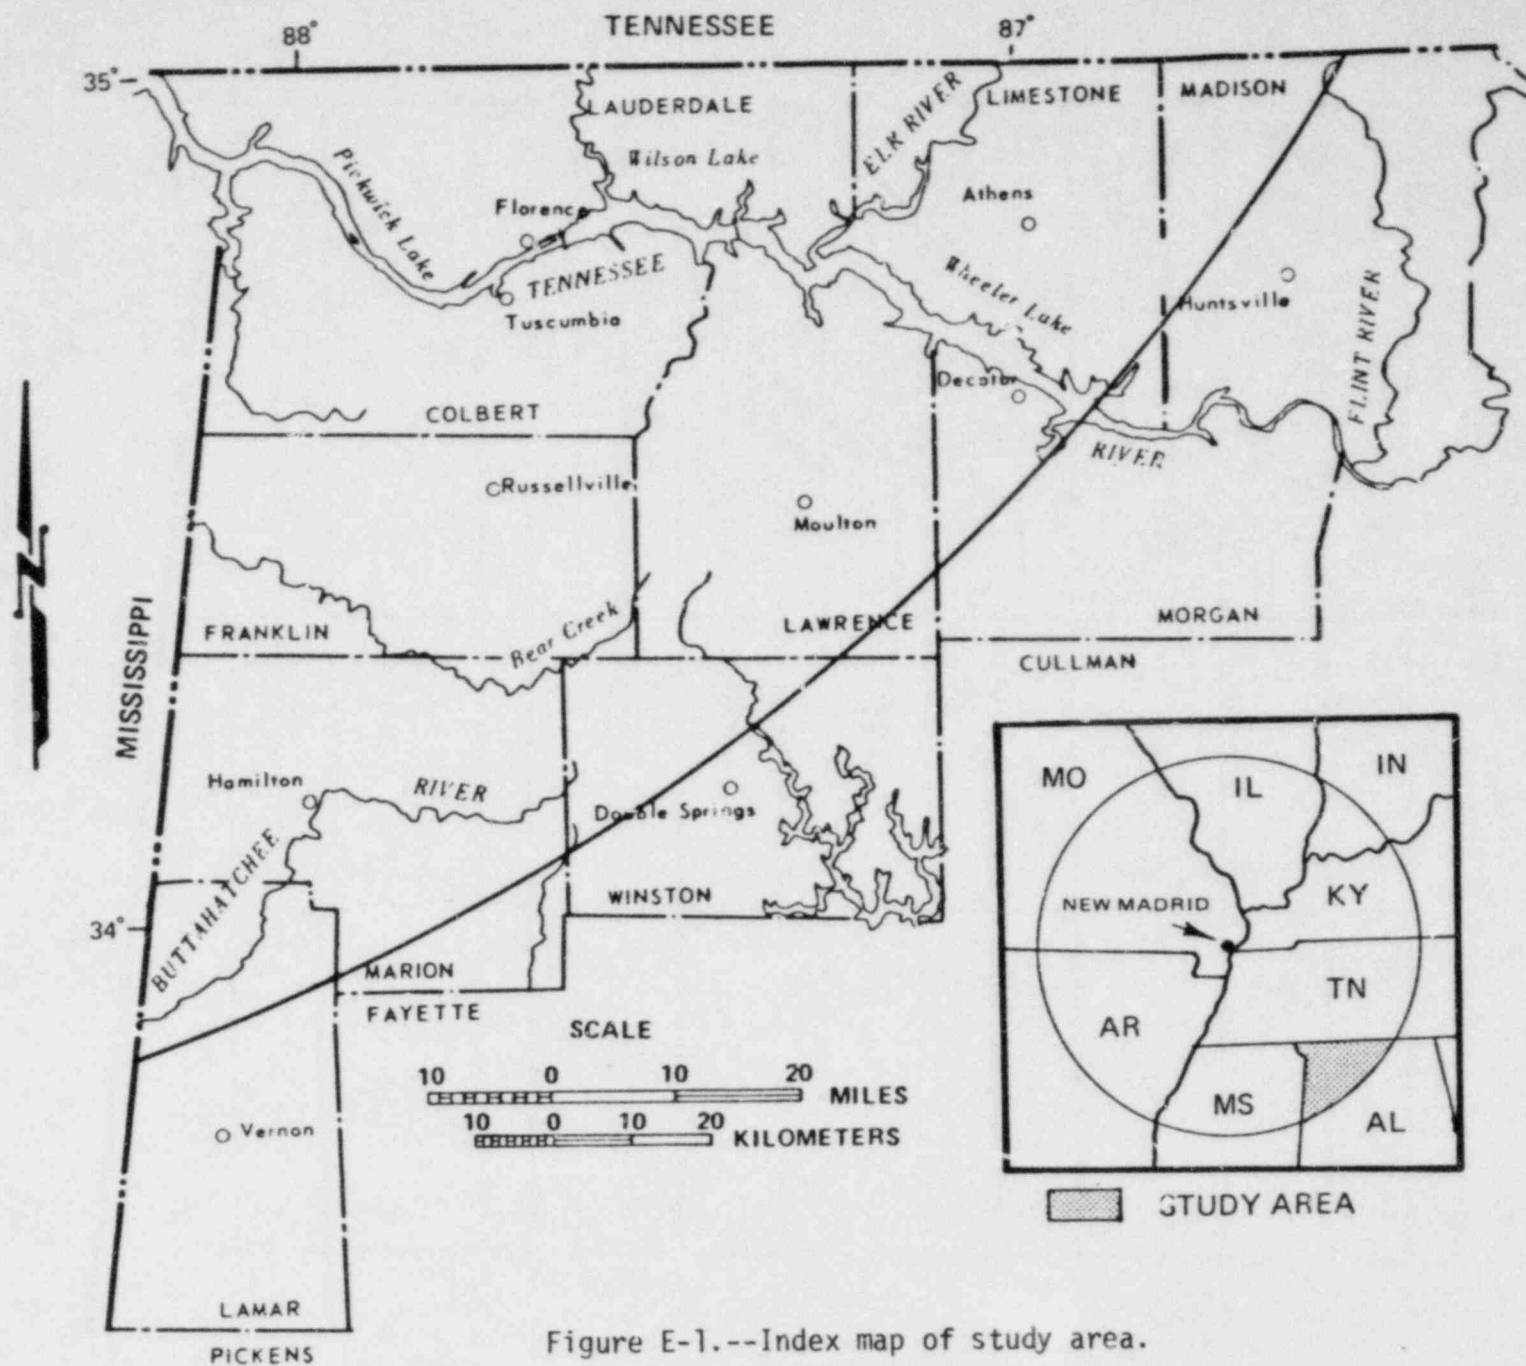 TENNESSEE
88°
87°
35°
LAUDERDALE
ELK RIVER
LIMESTONE
MADISON
Pickwick Lake
Wilson Lake
Athens
Florence
TENNESSEE
Wheeler Lake
Huntsville
Tuscumbia
FLINT RIVER
Decatur
COLBERT
RIVER
Russellville
Moulton
MISSISSIPPI
FRANKLIN
Bear Creek
LAWRENCE
MORGAN
CULLMAN
Hamilton
RIVER
Double Springs
BUTTAHATCHEE
WINSTON
34°
MARION
FAYETTE
SCALE
10 0 10 20 MILES
10 0 10 20 KILOMETERS
Vernon
LAMAR
PICKENS
MO
IL
IN
NEW MADRID
KY
TN
AR
MS
AL
STUDY AREA
Figure E-1.--Index map of study area.